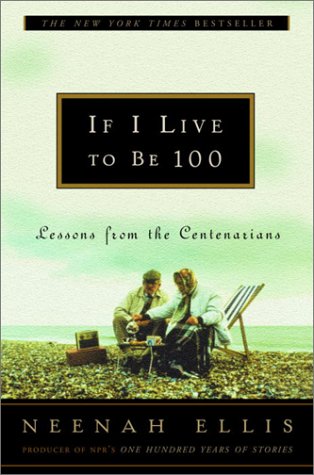 THE NEW YORK TIMES BESTSELLER
IF I LIVE
TO BE 100
Lessons from the Centenarians
NEENAH ELLIS
PRODUCER OF NPR'S ONE HUNDRED YEARS OF STORIES